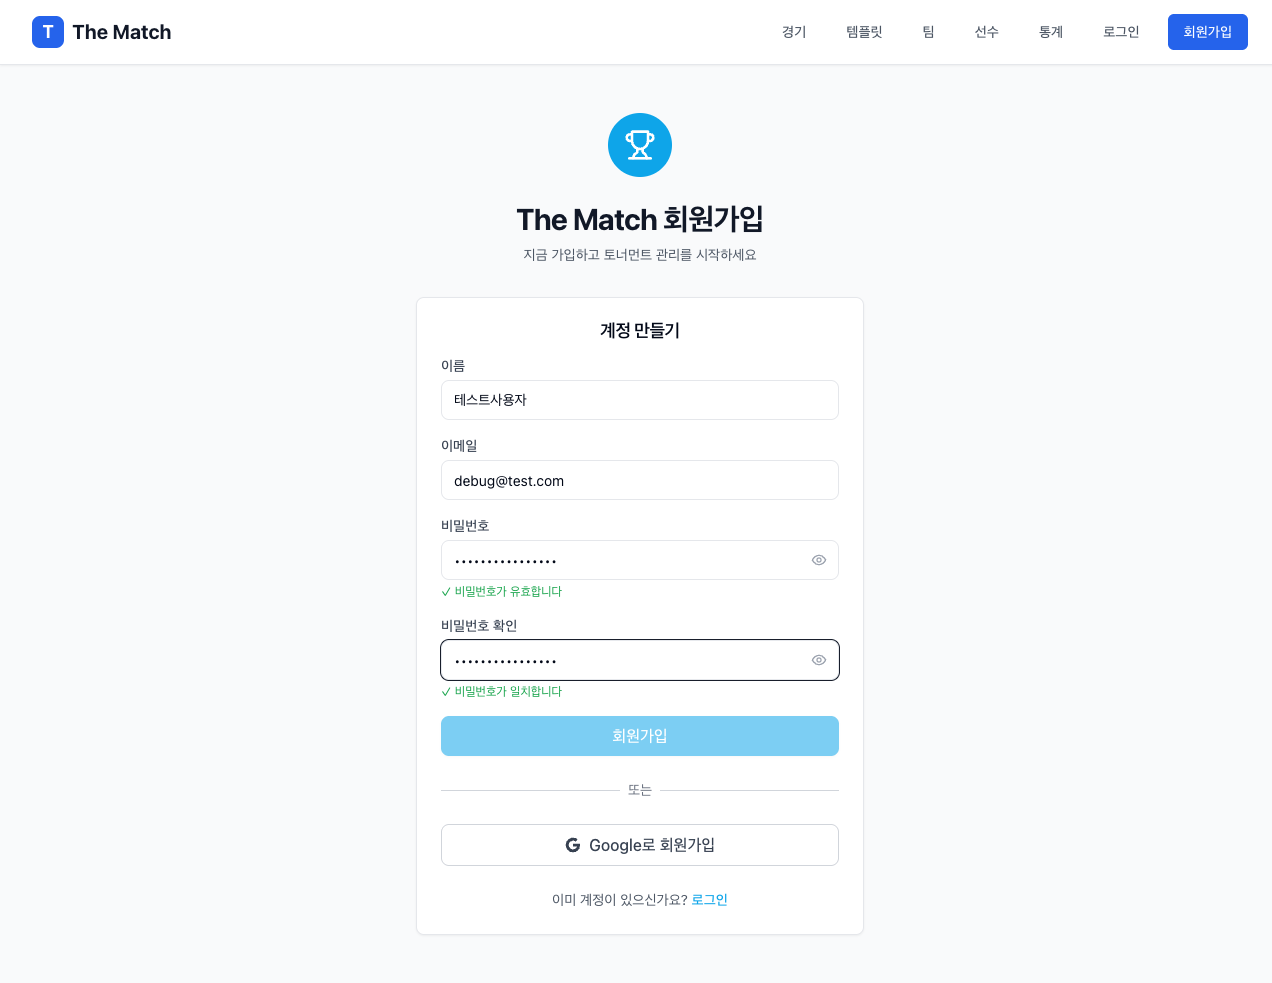 T The Match 경기 템플릿 팀 선수 통계 로그인 회원가입
The Match 회원가입
지금 가입하고 토너먼트 관리를 시작하세요
계정 만들기
이름
테스트사용자
이메일
debug@test.com
비밀번호
••••••••••••••••
✓ 비밀번호가 유효합니다
비밀번호 확인
••••••••••••••••
✓ 비밀번호가 일치합니다
회원가입
또는
G Google로 회원가입
이미 계정이 있으신가요? 로그인